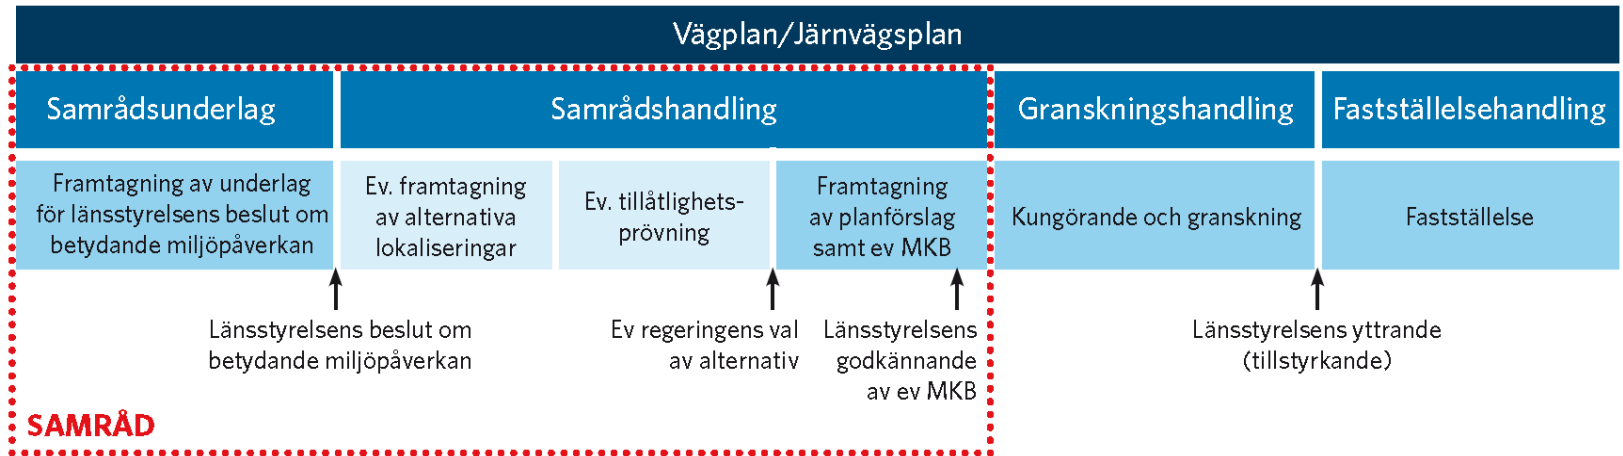 Vägplan/Järnvägsplan
Samrådsunderlag
Samrådshandling
Granskningshandling
Fastställelsehandling
Framtagning av underlag
för länsstyrelsens beslut om
betydande miljöpåverkan
Ev. framtagning
av alternativa
lokaliseringar
Ev. tillåtlighets-
prövning
Framtagning
av planförslag
samt ev MKB
Kungörande och granskning
Fastställelse
Länsstyrelsens beslut om
betydande miljöpåverkan
Ev regeringens val
av alternativ
Länsstyrelsens
godkännande
av ev MKB
Länsstyrelsens yttrande
(tillstyrkande)
SAMRÅD